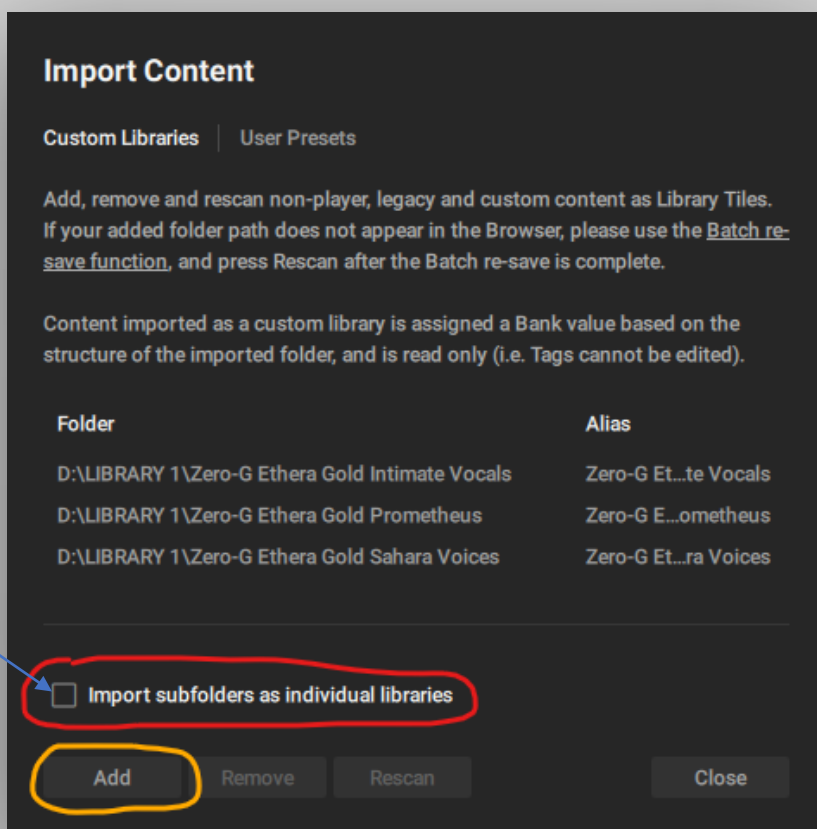 Import Content
Custom Libraries | User Presets
Add, remove and rescan non-player, legacy and custom content as Library Tiles.
If your added folder path does not appear in the Browser, please use the Batch re-
save function, and press Rescan after the Batch re-save is complete.
Content imported as a custom library is assigned a Bank value based on the
structure of the imported folder, and is read only (i.e. Tags cannot be edited).
Folder Alias
D:\LIBRARY 1\Zero-G Ethera Gold Intimate Vocals Zero-G Et...te Vocals
D:\LIBRARY 1\Zero-G Ethera Gold Prometheus Zero-G E...ometheus
D:\LIBRARY 1\Zero-G Ethera Gold Sahara Voices Zero-G Et...ra Voices
Import subfolders as individual libraries
Add Remove Rescan Close